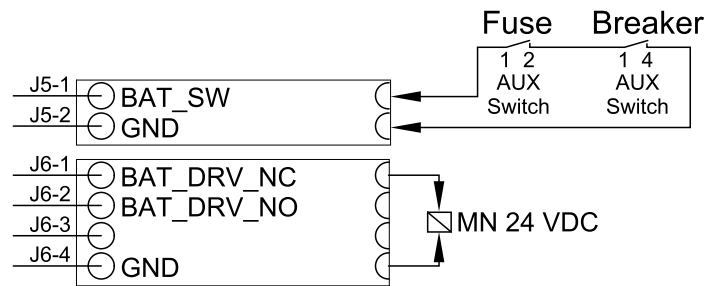 Fuse Breaker
1 2 1 4
AUX AUX
Switch Switch
J5-1 BAT_SW
J5-2 GND
J6-1 BAT_DRV_NC
J6-2 BAT_DRV_NO
J6-3
MN 24 VDC
J6-4 GND